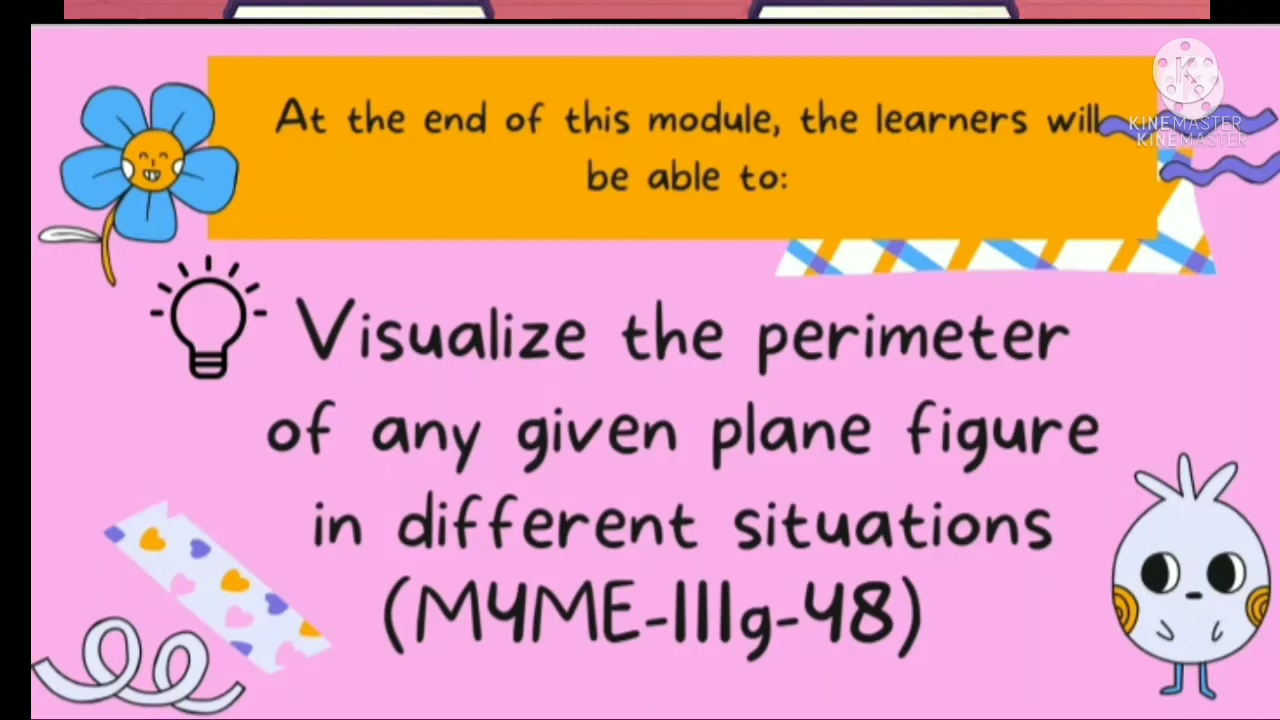 At the end of this module, the learners will
be able to:
KINEMASTER
KINEMASTER
Visualize the perimeter
of any given plane figure
in different situations
(M4ME-IIIg-48)